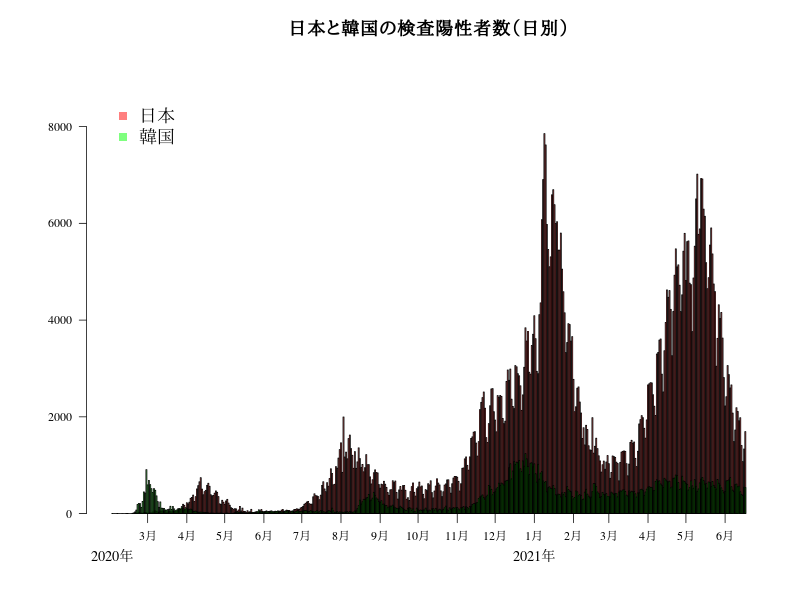 日本と韓国の検査陽性者数（日別）
日本
韓国
8000
6000
4000
2000
0
3月 4月 5月 6月 7月 8月 9月 10月 11月 12月 1月 2月 3月 4月 5月 6月
2020年 2021年